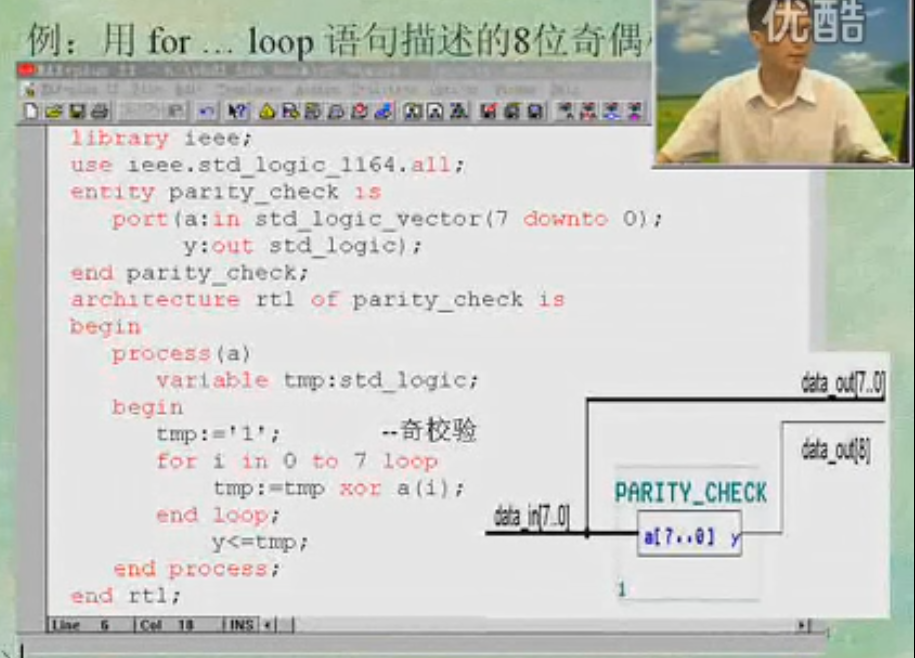 例：用 for ... loop 语句描述的8位奇偶
优酷
library ieee;
use ieee.std_logic_1164.all;
entity parity_check is
port(a:in std_logic_vector(7 downto 0);
y:out std_logic);
end parity_check;
architecture rtl of parity_check is
begin
process(a)
variable tmp:std_logic;
begin
tmp:='1'; --奇校验
for i in 0 to 7 loop
tmp:=tmp xor a(i);
end loop;
y<=tmp;
end process;
end rtl;
data_out[7..0]
data_out[8]
PARITY_CHECK
data_in[7..0]
a[7..0] y
1
Line 6 Col 18 INS